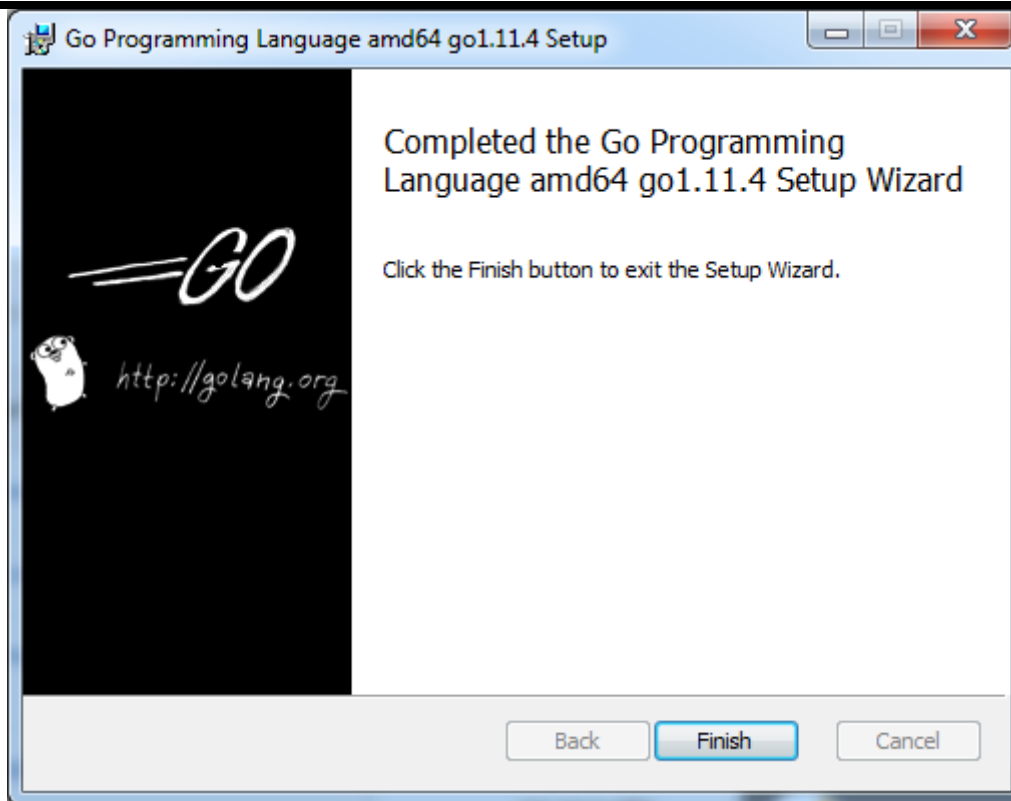 Go Programming Language amd64 go1.11.4 Setup
Completed the Go Programming
Language amd64 go1.11.4 Setup Wizard
Click the Finish button to exit the Setup Wizard.
GO
http://golang.org
Back
Finish
Cancel